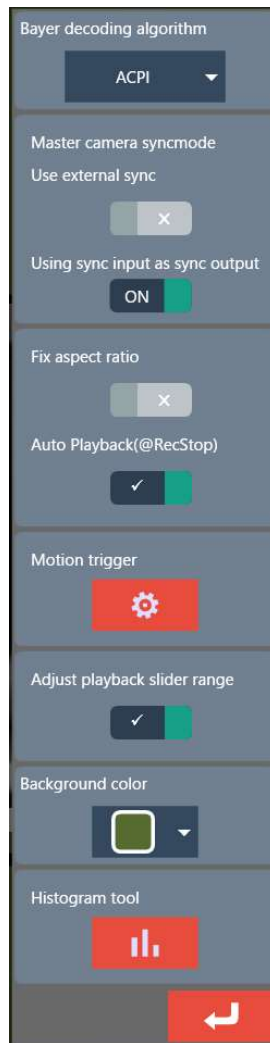 Bayer decoding algorithm
ACPI
Master camera syncmode
Use external sync
Using sync input as sync output
ON
Fix aspect ratio
Auto Playback(@RecStop)
Motion trigger
Adjust playback slider range
Background color
Histogram tool